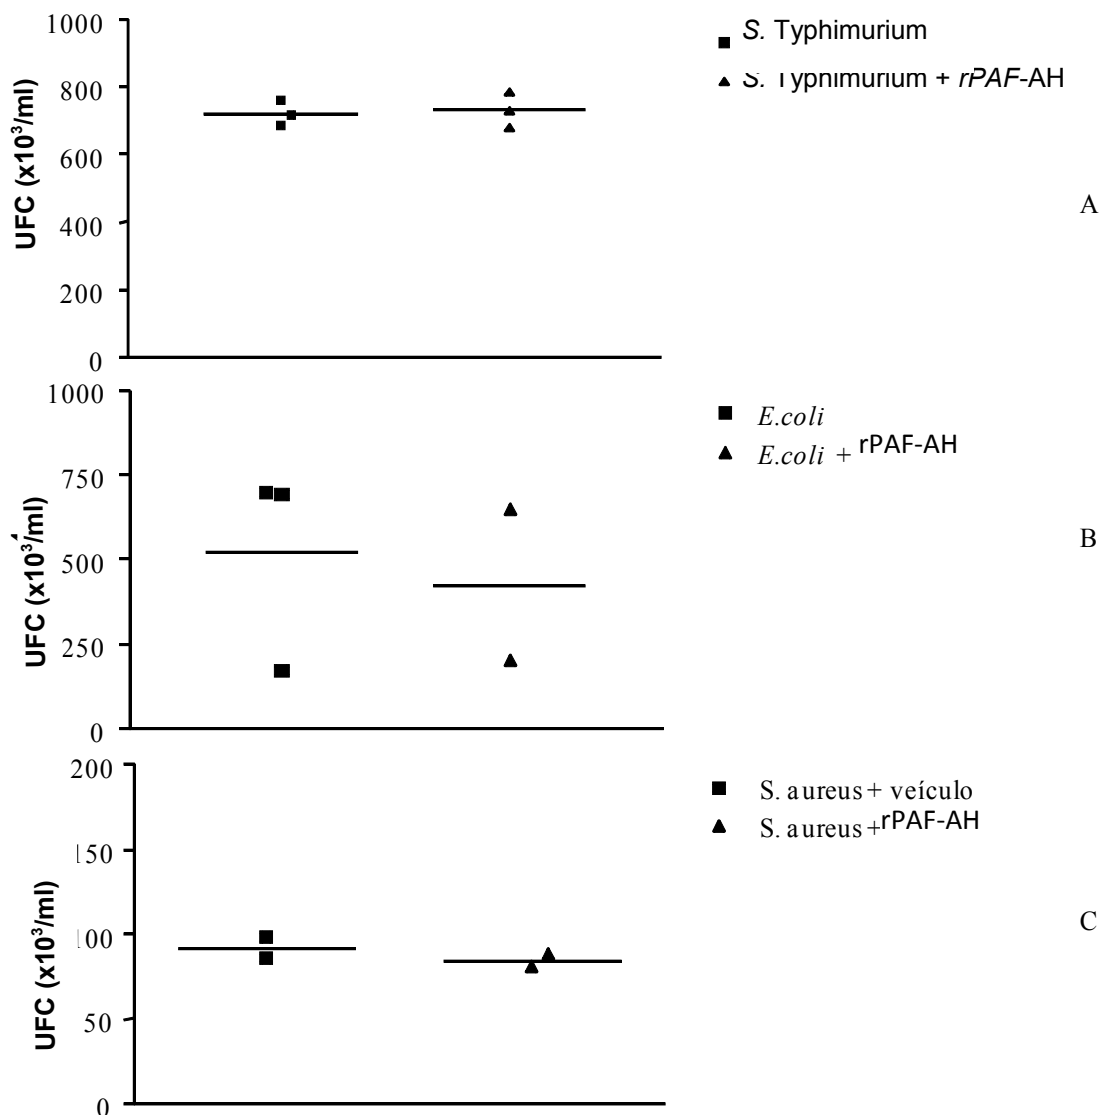 1000
800
600
400
200
0
UFC (x10³/ml)
S. Typhimurium
S. Typhimurium + rPAF-AH
A
1000
750
500
250
0
UFC (x10³/ml)
E.coli
E.coli + rPAF-AH
B
200
150
100
50
0
UFC (x10³/ml)
S. aureus + veículo
S. aureus + rPAF-AH
C